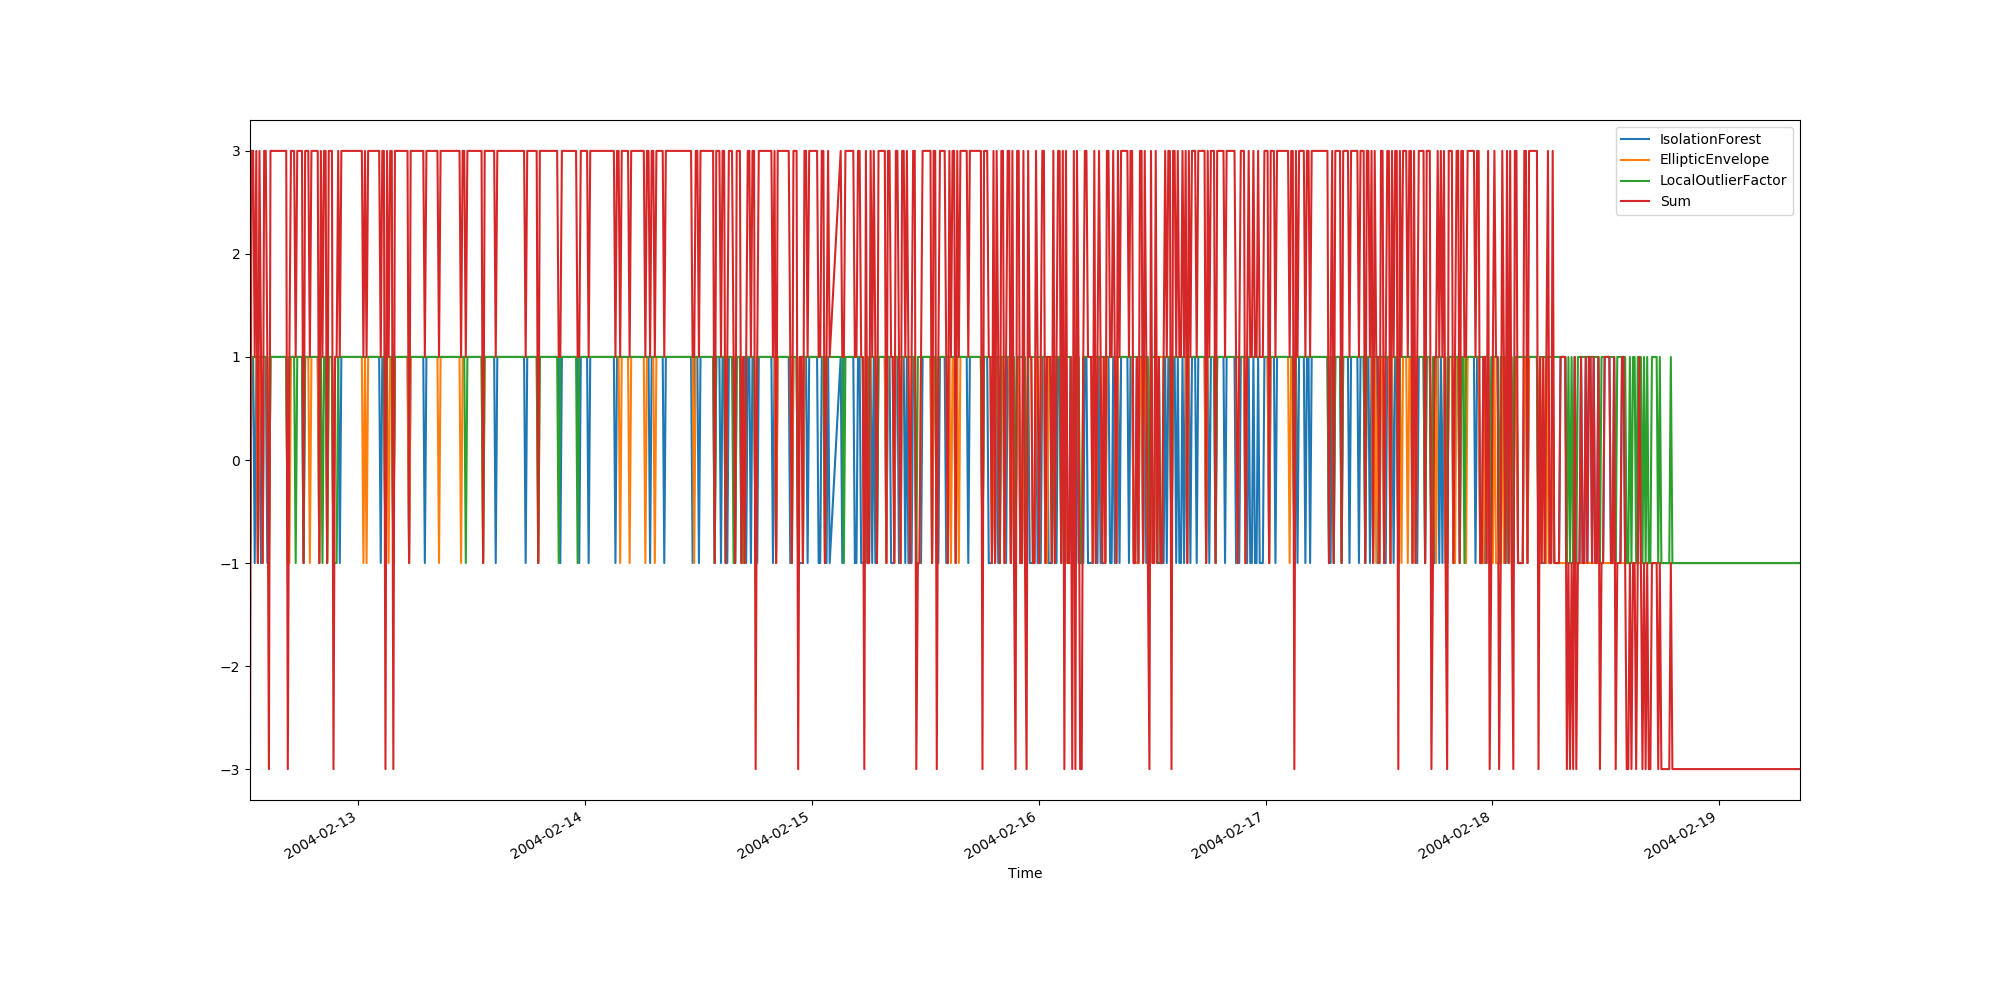 IsolationForest
EllipticEnvelope
LocalOutlierFactor
Sum
3
2
1
0
−1
−2
−3
2004-02-13
2004-02-14
2004-02-15
2004-02-16
2004-02-17
2004-02-18
2004-02-19
Time